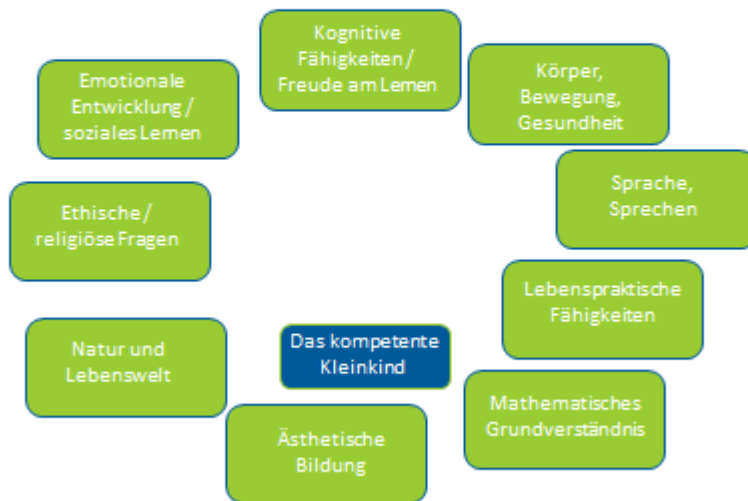 Kognitive
Fähigkeiten /
Freude am Lernen
Körper,
Bewegung,
Gesundheit
Sprache,
Sprechen
Lebenspraktische
Fähigkeiten
Mathematisches
Grundverständnis
Ästhetische
Bildung
Natur und
Lebenswelt
Ethische /
religiöse Fragen
Emotionale
Entwicklung /
soziales Lernen
Das kompetente
Kleinkind